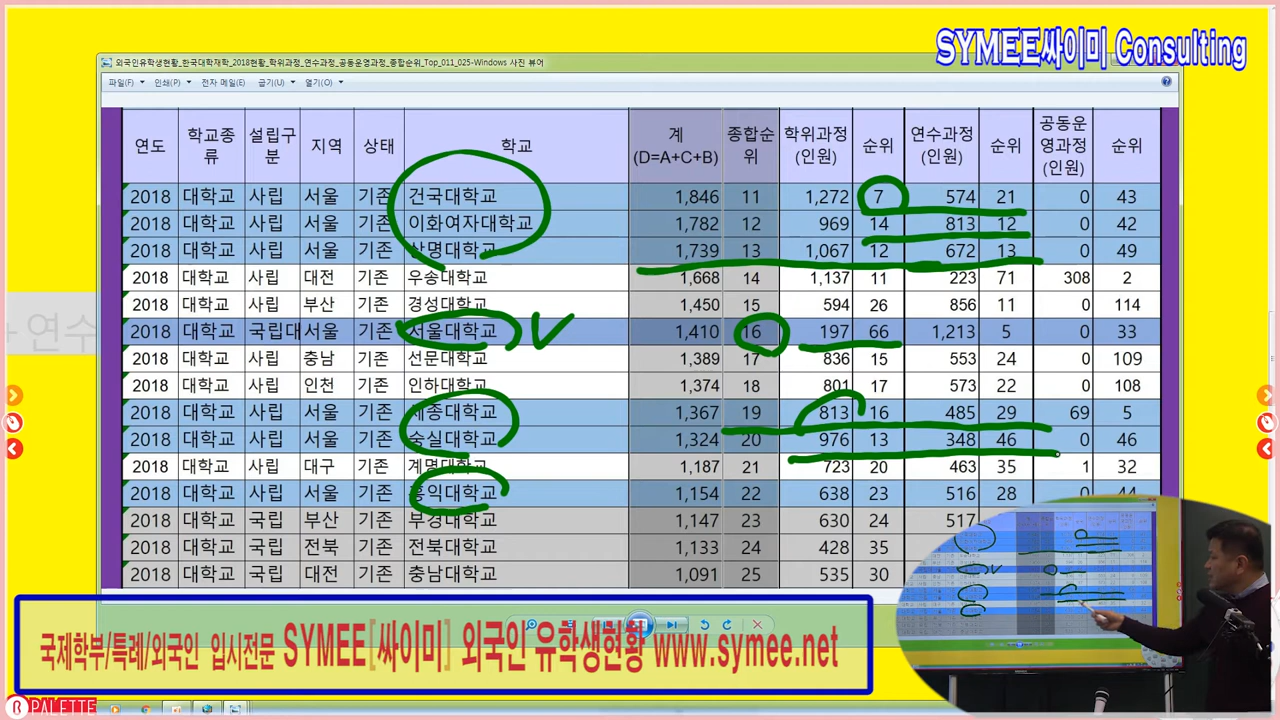 SYMEE싸이미 Consulting
외국인유학생현황_한국대학재학_2018현황_학위과정_연수과정_공동운영과정_종합순위_Top_011_025-Windows 사진 뷰어
파일(F) 인쇄(P) 전자 메일(E) 굽기(U) 열기(O)
연도 학교종류 설립구분 지역 상태 학교 계 (D=A+C+B) 종합순위 학위과정 (인원) 순위 연수과정 (인원) 순위 공동운영과정 (인원) 순위
2018 대학교 사립 서울 기존 건국대학교 1,846 11 1,272 7 574 21 0 43
2018 대학교 사립 서울 기존 이화여자대학교 1,782 12 969 14 813 12 0 42
2018 대학교 사립 서울 기존 상명대학교 1,739 13 1,067 12 672 13 0 49
2018 대학교 사립 대전 기존 우송대학교 1,668 14 1,137 11 223 71 308 2
2018 대학교 사립 부산 기존 경성대학교 1,450 15 594 26 856 11 0 114
2018 대학교 국립대 서울 기존 서울대학교 1,410 16 197 66 1,213 5 0 33
2018 대학교 사립 충남 기존 선문대학교 1,389 17 836 15 553 24 0 109
2018 대학교 사립 인천 기존 인하대학교 1,374 18 801 17 573 22 0 108
2018 대학교 사립 서울 기존 세종대학교 1,367 19 813 16 485 29 69 5
2018 대학교 사립 서울 기존 숭실대학교 1,324 20 976 13 348 46 0 46
2018 대학교 사립 대구 기존 계명대학교 1,187 21 723 20 463 35 1 32
2018 대학교 사립 서울 기존 홍익대학교 1,154 22 638 23 516 28 0 44
2018 대학교 국립 부산 기존 부경대학교 1,147 23 630 24 517
2018 대학교 국립 전북 기존 전북대학교 1,133 24 428 35
2018 대학교 국립 대전 기존 충남대학교 1,091 25 535 30
국제학부/특례/외국인 입시전문 SYMEE[싸이미] 외국인 유학생현황 www.symee.net
PALETTE